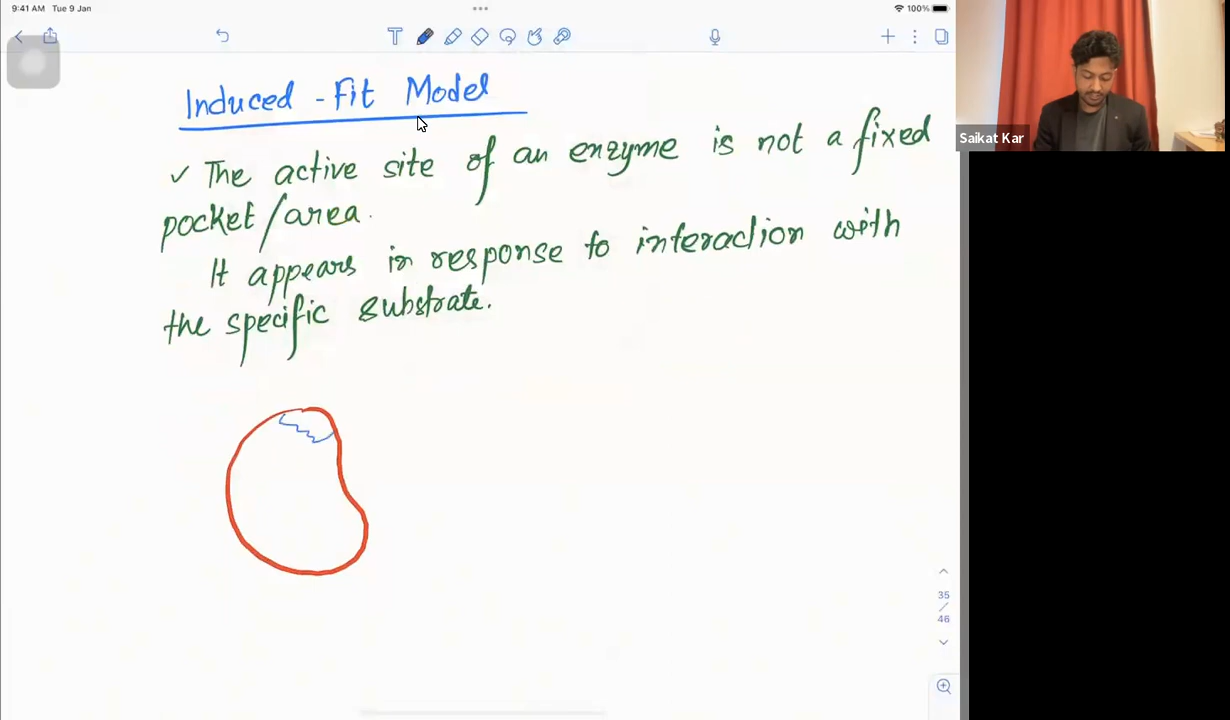 9:41 AM Tue 9 Jan
100%
Induced - Fit Model
✓ The active site of an enzyme is not a fixed
pocket/area.
It appears in response to interaction with
the specific substrate.
Saikat Kar
35
/
46